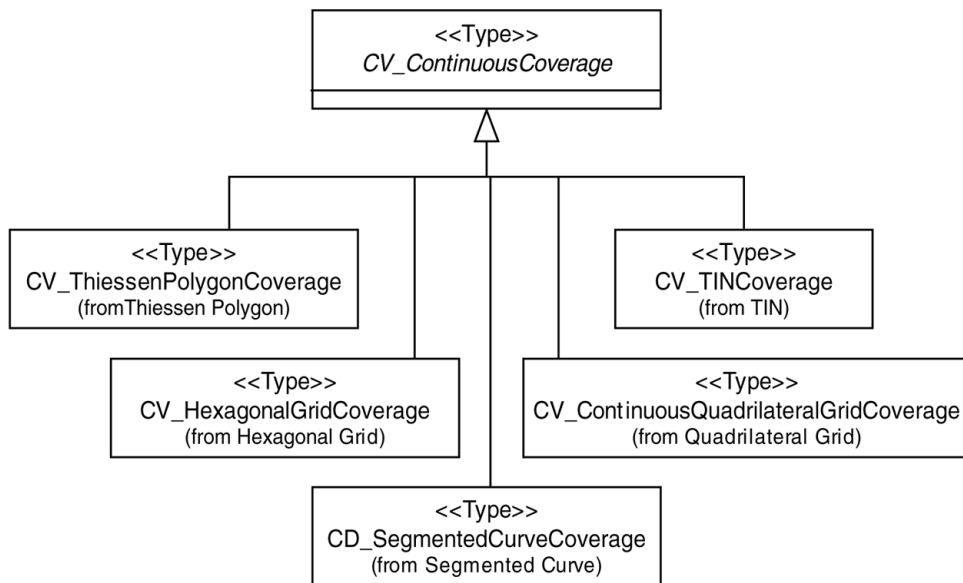 <<Type>>
CV_ContinuousCoverage
<<Type>>
CV_ThiessenPolygonCoverage
(fromThiessen Polygon)
<<Type>>
CV_TINCoverage
(from TIN)
<<Type>>
CV_HexagonalGridCoverage
(from Hexagonal Grid)
<<Type>>
CV_ContinuousQuadrilateralGridCoverage
(from Quadrilateral Grid)
<<Type>>
CD_SegmentedCurveCoverage
(from Segmented Curve)